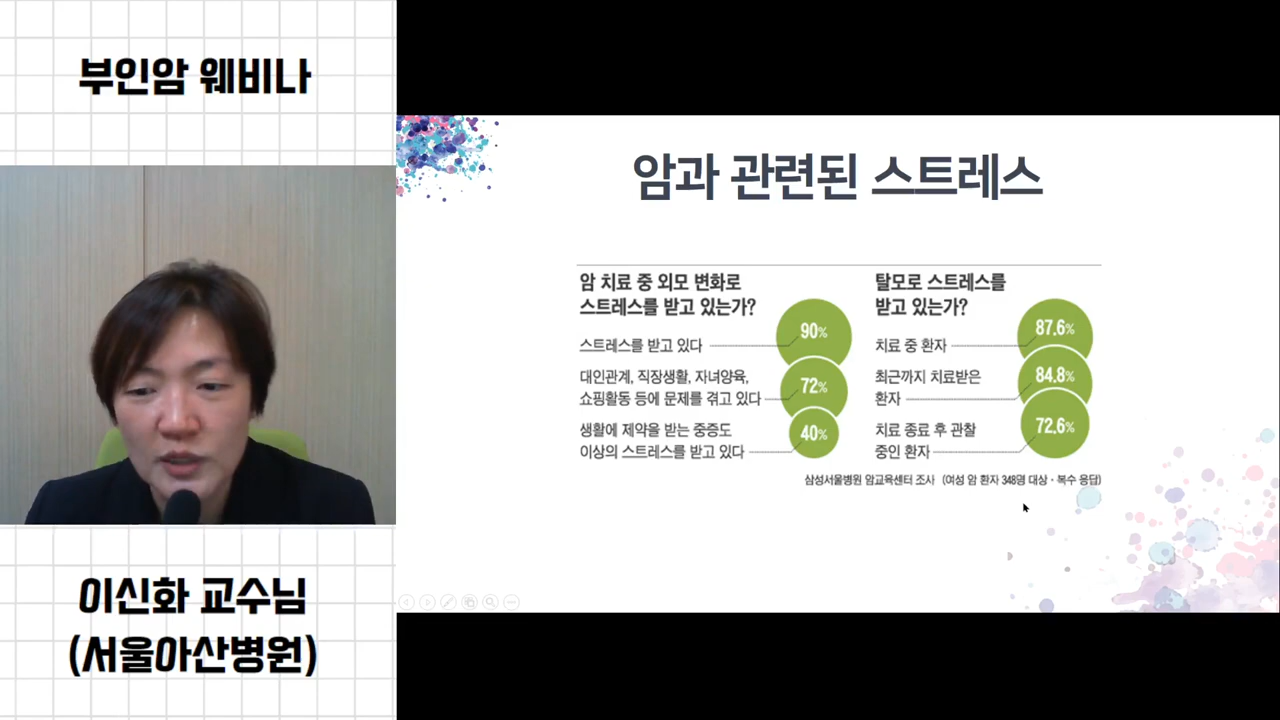 부인암 웨비나
이신화 교수님
(서울아산병원)
암과 관련된 스트레스
암 치료 중 외모 변화로
스트레스를 받고 있는가?
스트레스를 받고 있다 90%
대인관계, 직장생활, 자녀양육,
쇼핑활동 등에 문제를 겪고 있다 72%
생활에 제약을 받는 중증도
이상의 스트레스를 받고 있다 40%
탈모로 스트레스를
받고 있는가?
치료 중 환자 87.6%
최근까지 치료받은
환자 84.8%
치료 종료 후 관찰
중인 환자 72.6%
삼성서울병원 암교육센터 조사 (여성 암 환자 348명 대상·복수 응답)